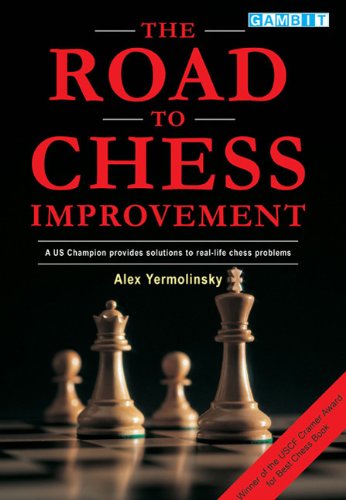 GAMBIT
THE
ROAD
TO
CHESS
IMPROVEMENT
A US Champion provides solutions to real-life chess problems
Alex Yermolinsky
Winner of the USCF Cramer Award
for Best Chess Book